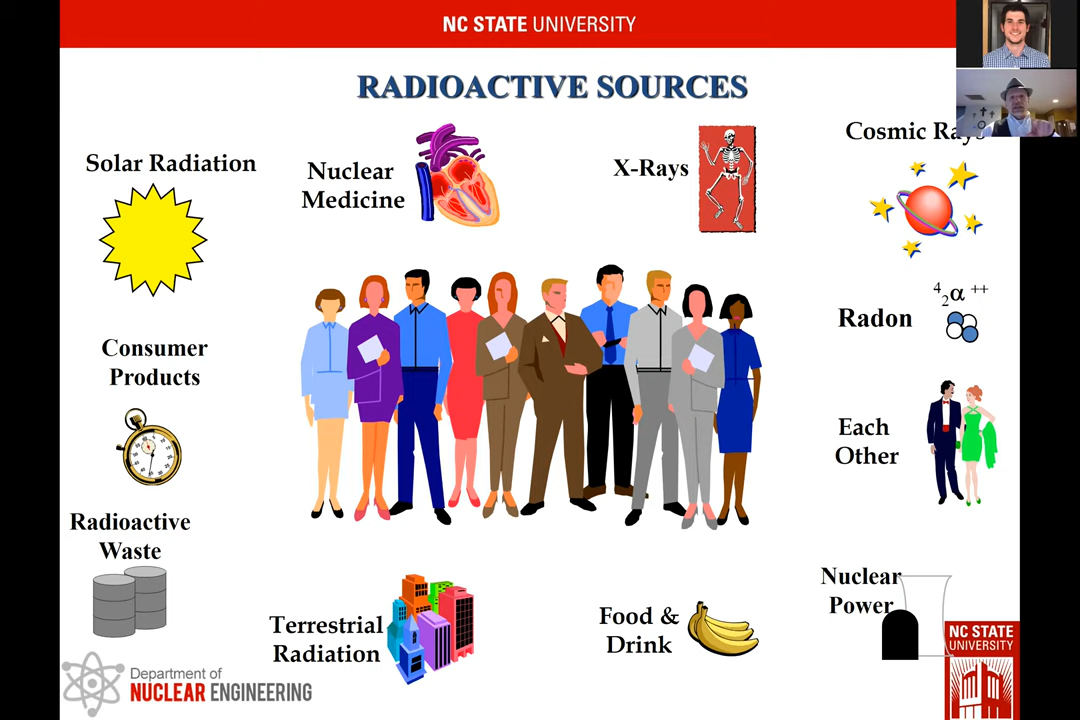 NC STATE UNIVERSITY
RADIOACTIVE SOURCES
Solar Radiation
Nuclear
Medicine
X-Rays
Cosmic Rays
4 2 α ++
Radon
Consumer
Products
Each
Other
Radioactive
Waste
Nuclear
Power
Terrestrial
Radiation
Food &
Drink
Department of
NUCLEAR ENGINEERING
NC STATE
UNIVERSITY